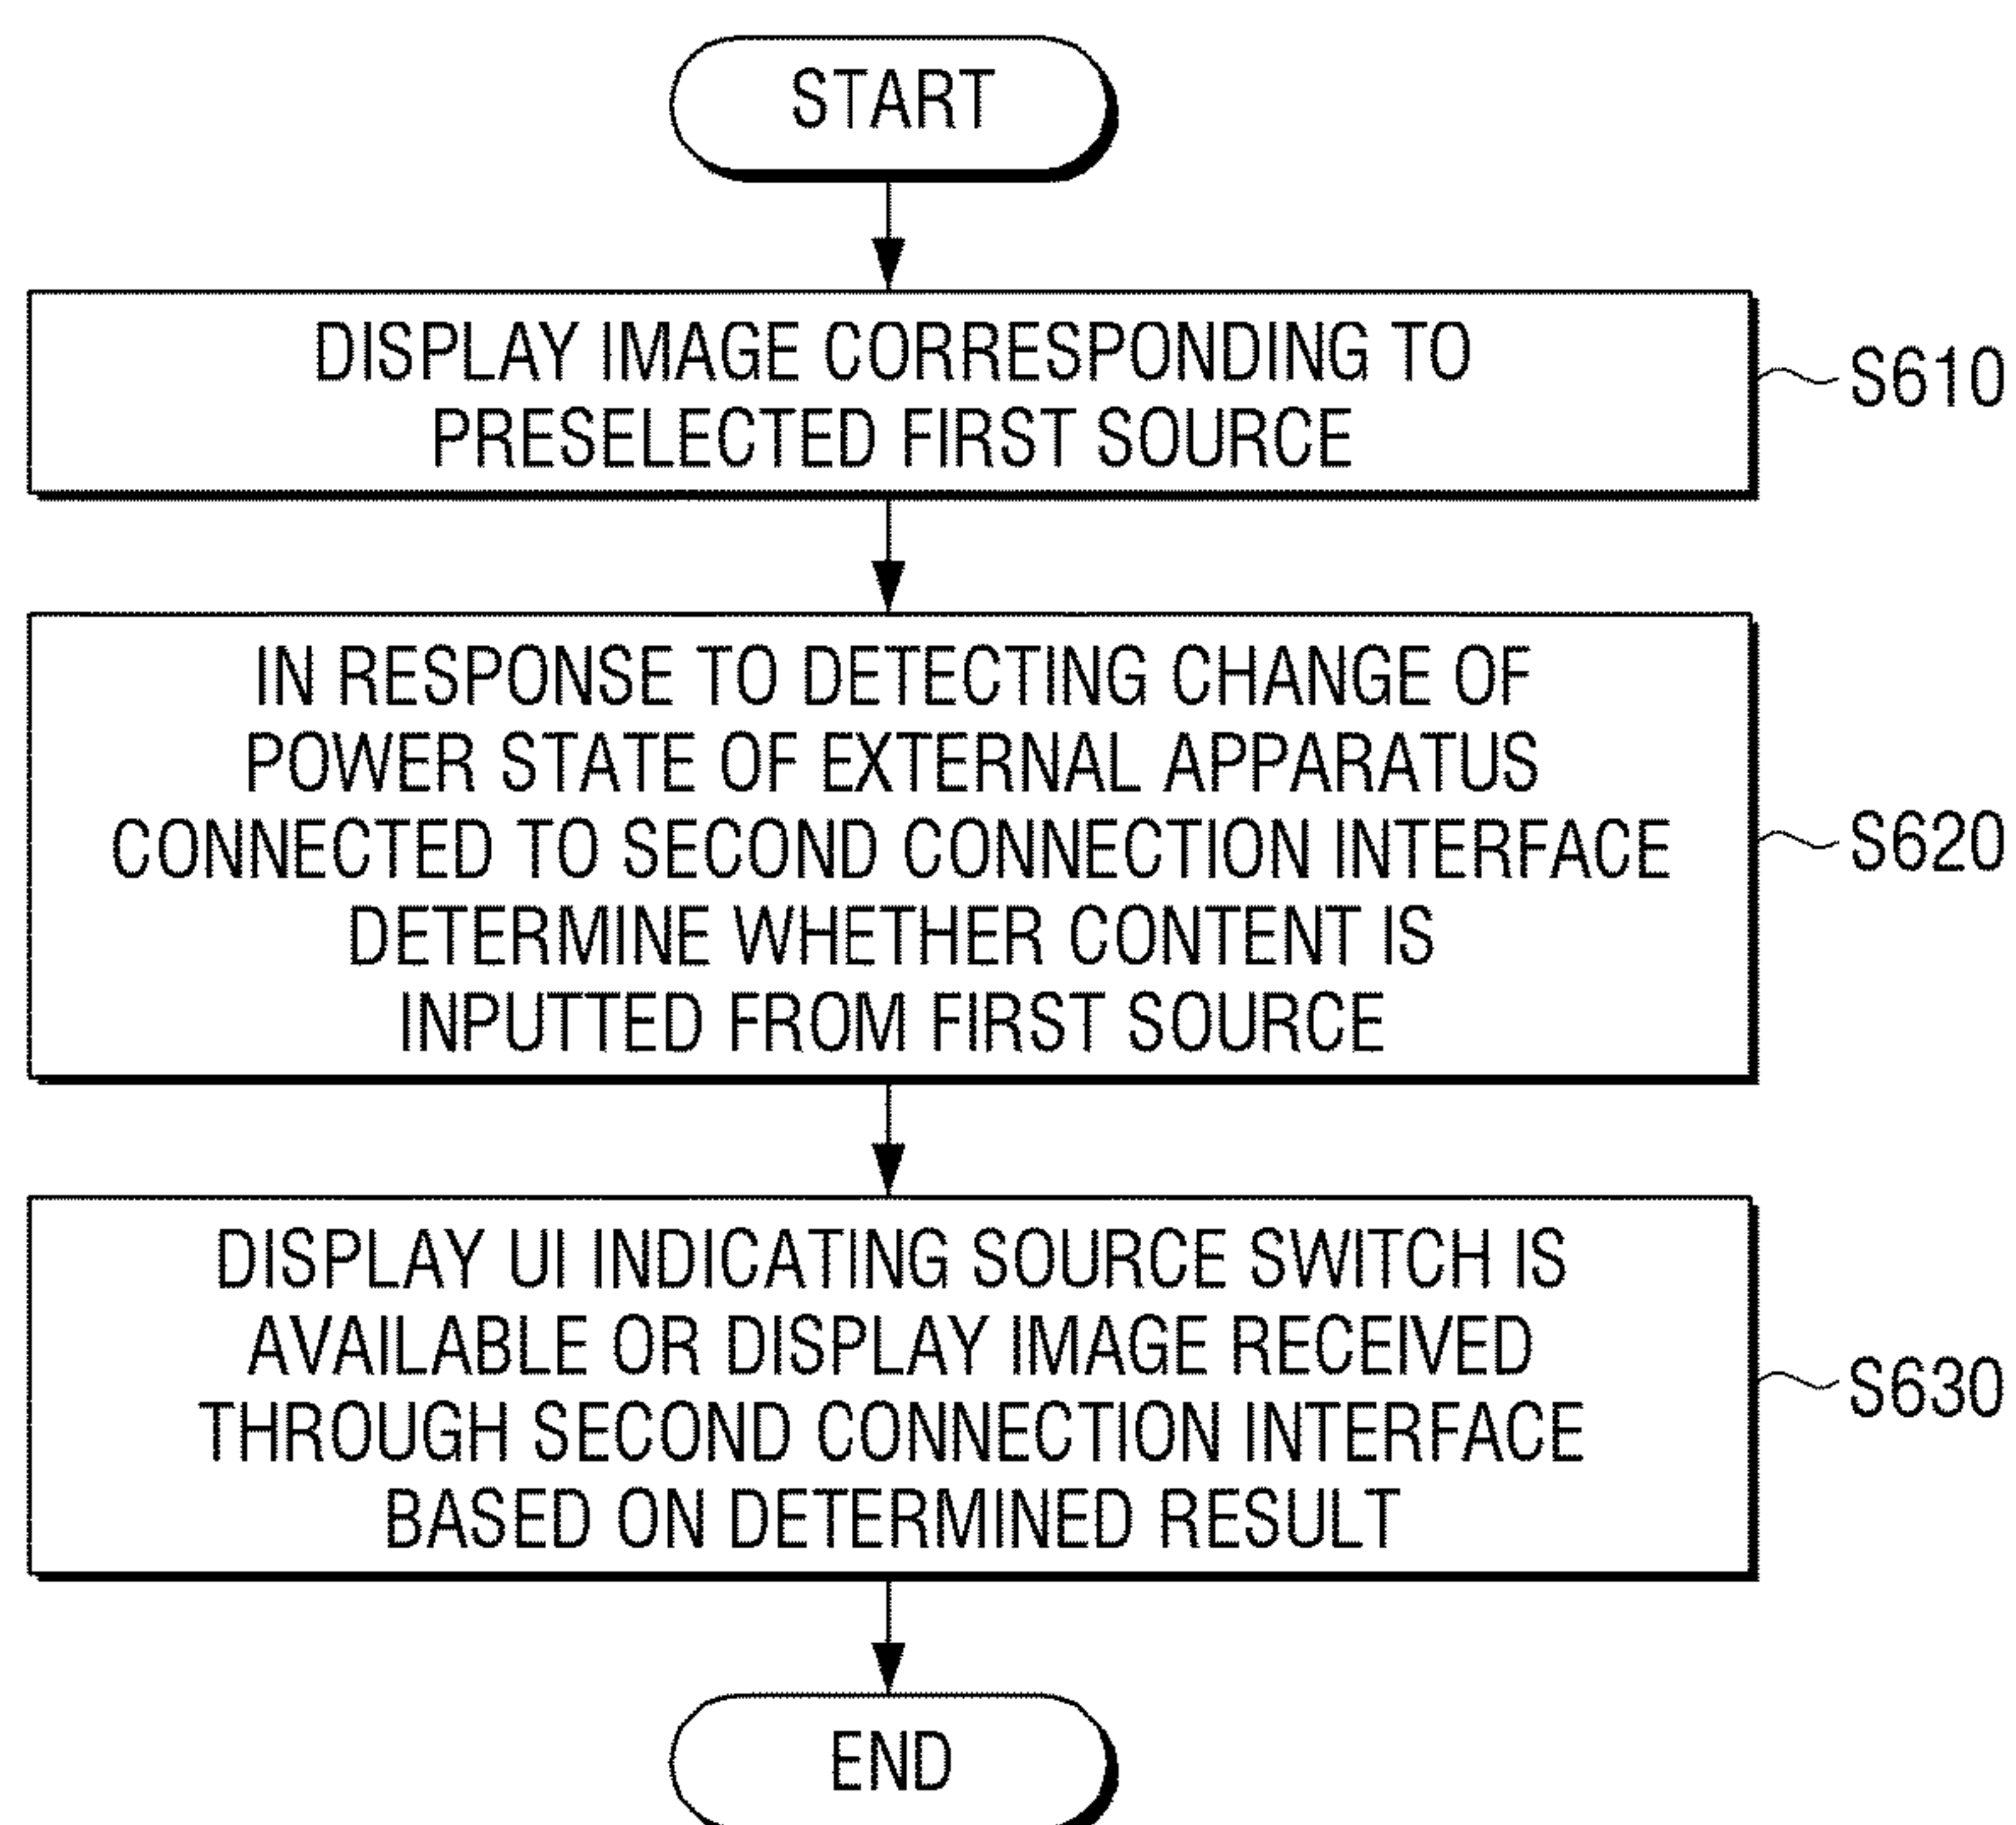 START
DISPLAY IMAGE CORRESPONDING TO
PRESELECTED FIRST SOURCE
S610
IN RESPONSE TO DETECTING CHANGE OF
POWER STATE OF EXTERNAL APPARATUS
CONNECTED TO SECOND CONNECTION INTERFACE
DETERMINE WHETHER CONTENT IS
INPUTTED FROM FIRST SOURCE
S620
DISPLAY UI INDICATING SOURCE SWITCH IS
AVAILABLE OR DISPLAY IMAGE RECEIVED
THROUGH SECOND CONNECTION INTERFACE
BASED ON DETERMINED RESULT
S630
END